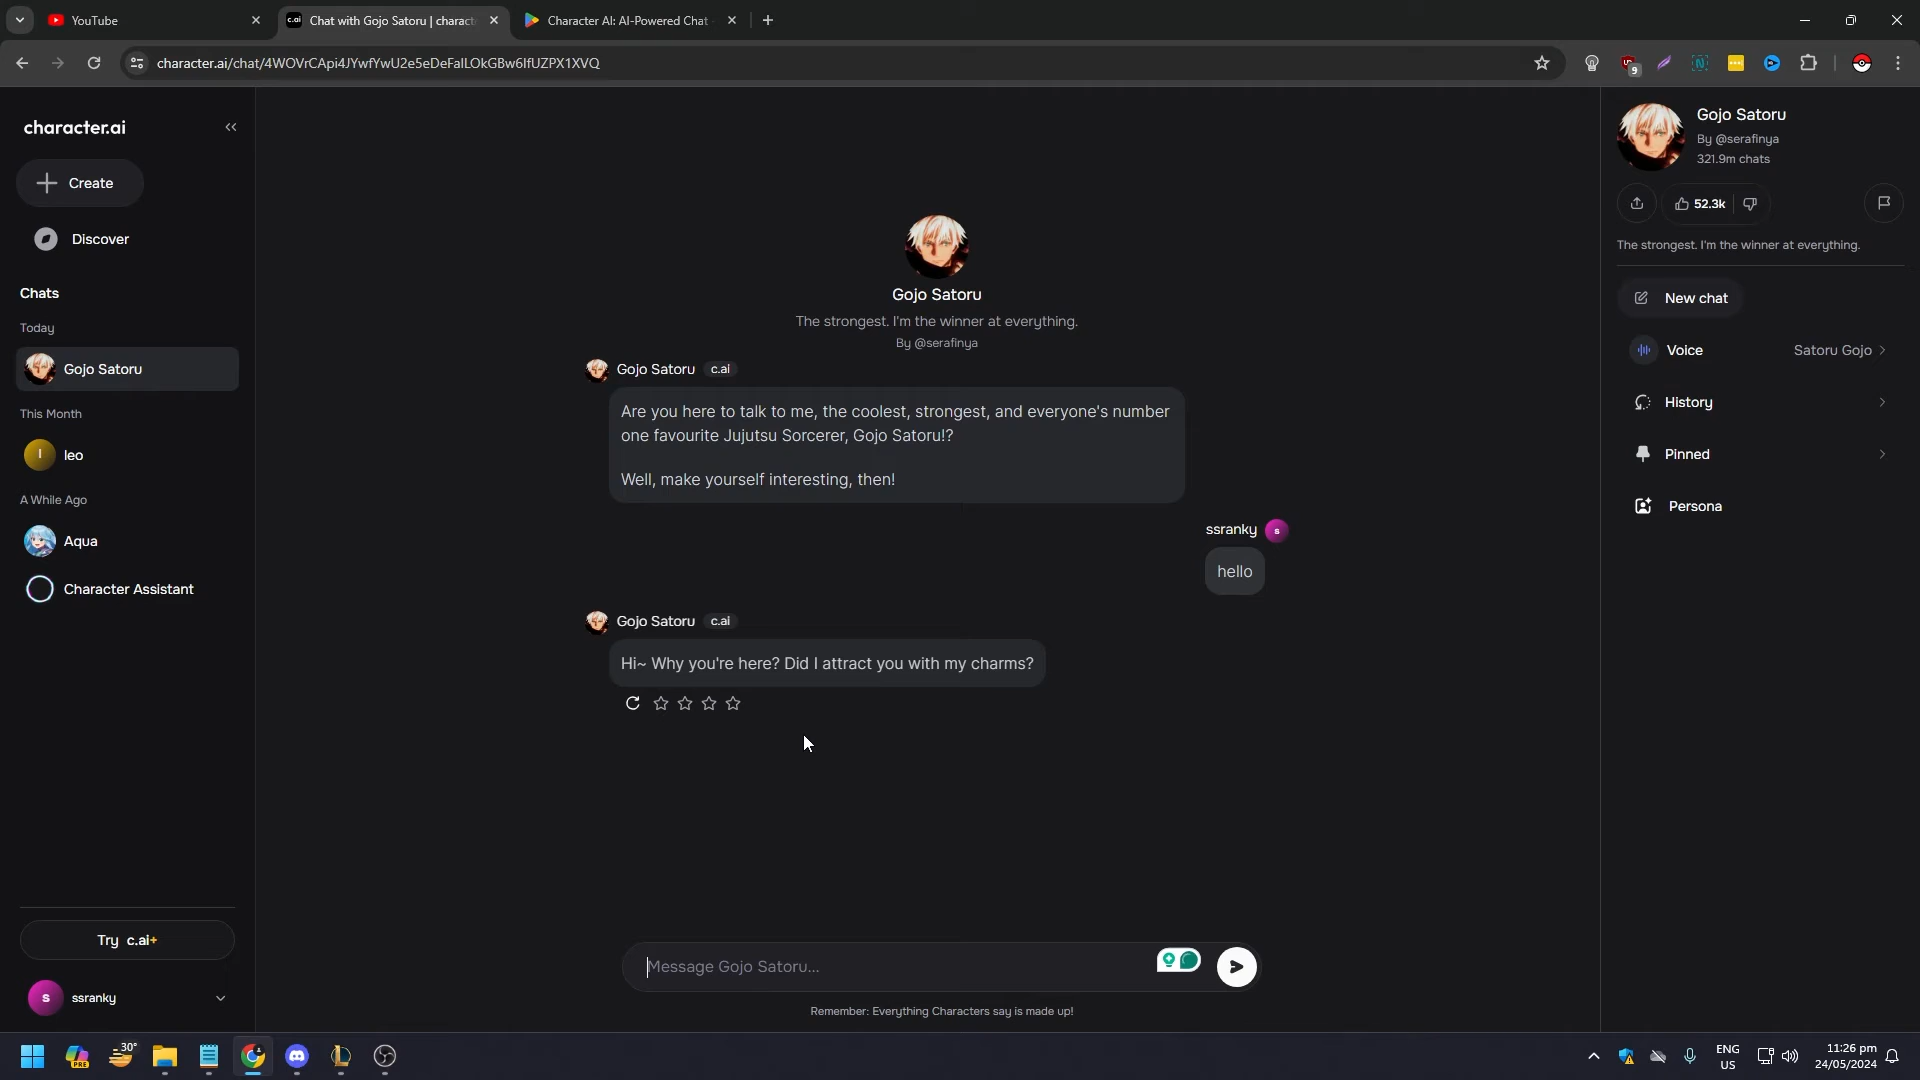 YouTube
Chat with Gojo Satoru | charact
Character AI: AI-Powered Chat
character.ai/chat/4WOVrCApi4JYwfYwU2e5eDeFalLOkGBw6lfUZPX1XVQ
9
character.ai
Create
Discover
Chats
Today
Gojo Satoru
This Month
l
leo
A While Ago
Aqua
Character Assistant
Try c.ai+
s
ssranky
Gojo Satoru
The strongest. I'm the winner at everything.
By @serafinya
Gojo Satoru c.ai
Are you here to talk to me, the coolest, strongest, and everyone's number
one favourite Jujutsu Sorcerer, Gojo Satoru!?
Well, make yourself interesting, then!
ssranky s
hello
Gojo Satoru c.ai
Hi~ Why you're here? Did I attract you with my charms?
Message Gojo Satoru...
Remember: Everything Characters say is made up!
Gojo Satoru
By @serafinya
321.9m chats
52.3k
The strongest. I'm the winner at everything.
New chat
Voice
Satoru Gojo
History
Pinned
Persona
PRE
30°
ENG
US
11:26 pm
24/05/2024